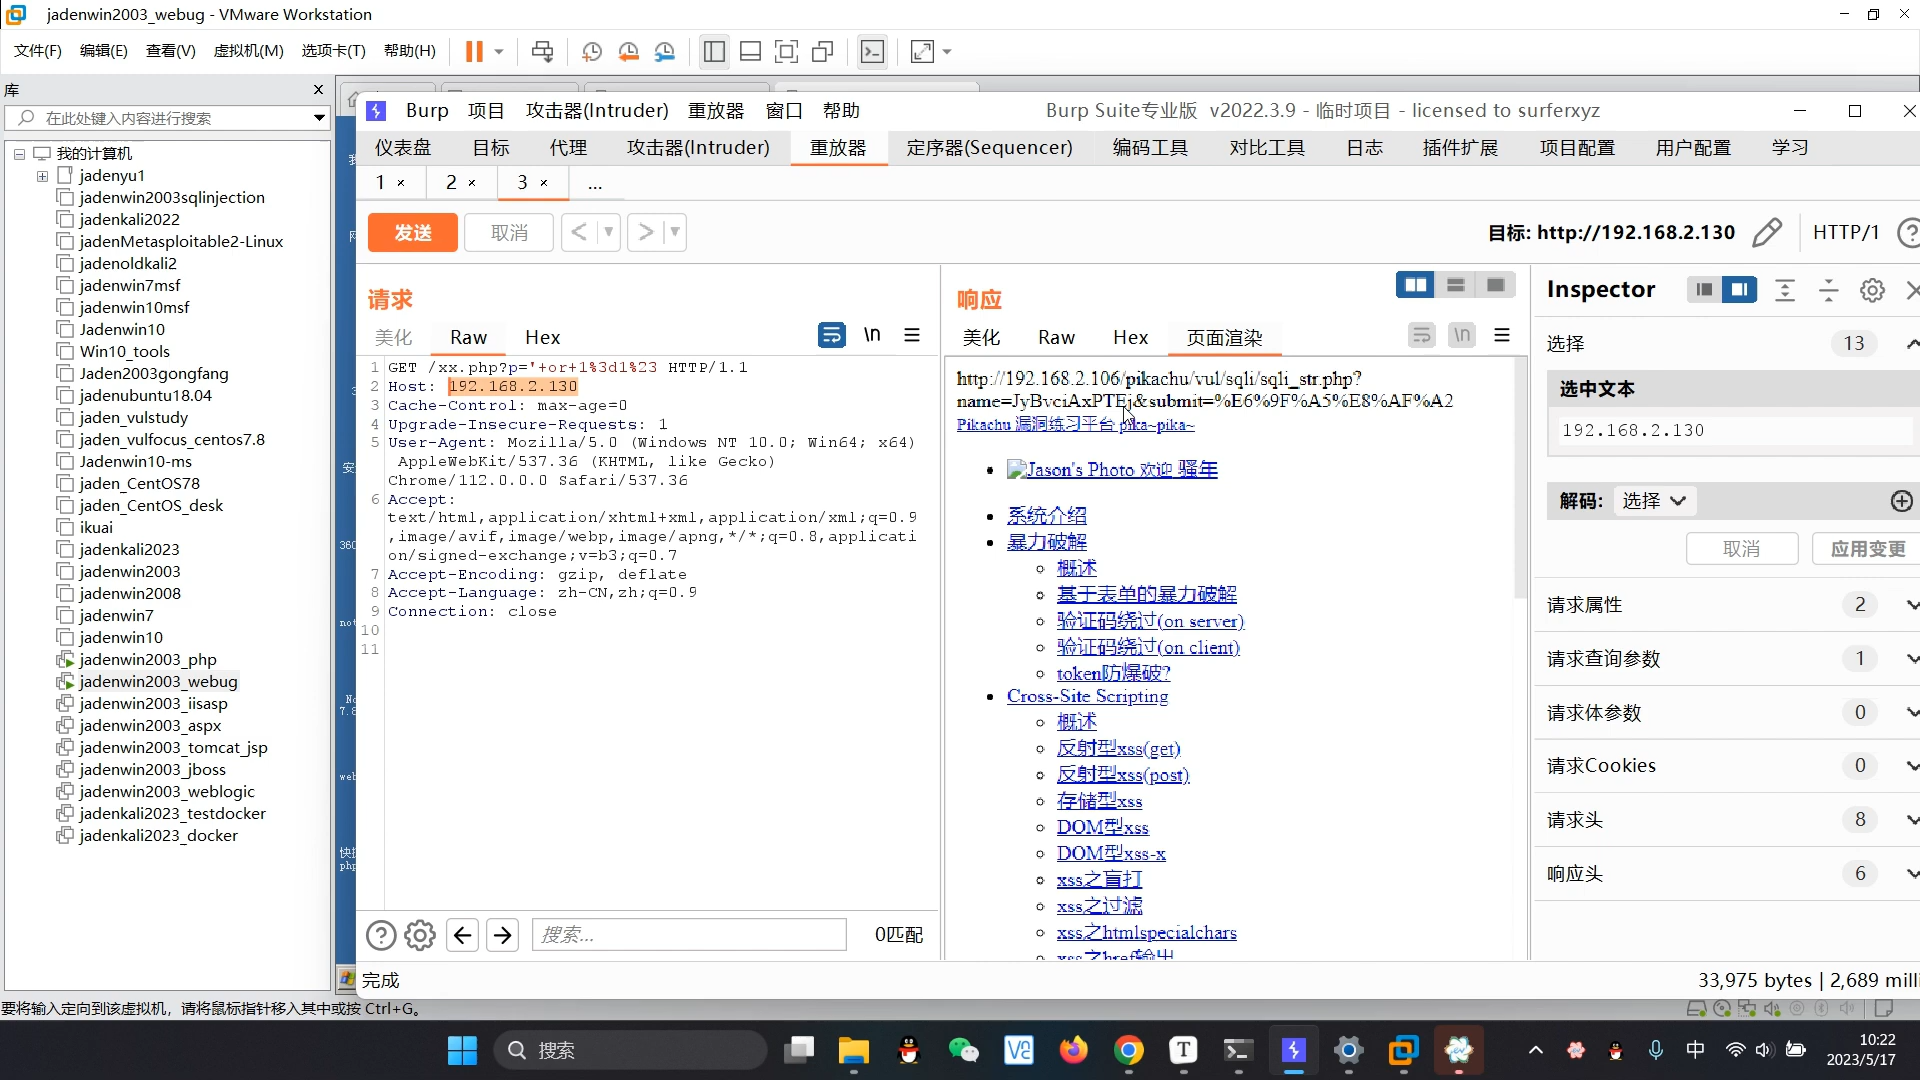 jadenwin2003_webug - VMware Workstation
文件(F) 编辑(E) 查看(V) 虚拟机(M) 选项卡(T) 帮助(H)
库
在此处键入内容进行搜索
我的计算机
jadenyu1
jadenwin2003sqlinjection
jadenkali2022
jadenMetasploitable2-Linux
jadenoldkali2
jadenwin7msf
jadenwin10msf
Jadenwin10
Win10_tools
Jaden2003gongfang
jadenubuntu18.04
jaden_vulstudy
jaden_vulfocus_centos7.8
Jadenwin10-ms
jaden_CentOS78
jaden_CentOS_desk
ikuai
jadenkali2023
jadenwin2003
jadenwin2008
jadenwin7
jadenwin10
jadenwin2003_php
jadenwin2003_webug
jadenwin2003_iisasp
jadenwin2003_aspx
jadenwin2003_tomcat_jsp
jadenwin2003_jboss
jadenwin2003_weblogic
jadenkali2023_testdocker
jadenkali2023_docker
Burp 项目 攻击器(Intruder) 重放器 窗口 帮助 Burp Suite专业版 v2022.3.9 - 临时项目 - licensed to surferxyz
仪表盘 目标 代理 攻击器(Intruder) 重放器 定序器(Sequencer) 编码工具 对比工具 日志 插件扩展 项目配置 用户配置 学习
1 × 2 × 3 × ...
发送 取消 < > 目标: http://192.168.2.130 HTTP/1
请求
美化 Raw Hex \n
1 GET /xx.php?p='+or+1%3d1%23 HTTP/1.1
2 Host: 192.168.2.130
3 Cache-Control: max-age=0
4 Upgrade-Insecure-Requests: 1
5 User-Agent: Mozilla/5.0 (Windows NT 10.0; Win64; x64)
AppleWebKit/537.36 (KHTML, like Gecko)
Chrome/112.0.0.0 Safari/537.36
6 Accept:
text/html,application/xhtml+xml,application/xml;q=0.9
,image/avif,image/webp,image/apng,*/*;q=0.8,applicati
on/signed-exchange;v=b3;q=0.7
7 Accept-Encoding: gzip, deflate
8 Accept-Language: zh-CN,zh;q=0.9
9 Connection: close
10
11
搜索... 0匹配
响应
美化 Raw Hex 页面渲染 \n
http://192.168.2.106/pikachu/vul/sqli/sqli_str.php?
name=JyBvciAxPTEj&submit=%E6%9F%A5%E8%AF%A2
Pikachu 漏洞练习平台 pika~pika~
Jason's Photo 欢迎 骚年
系统介绍
暴力破解
概述
基于表单的暴力破解
验证码绕过(on server)
验证码绕过(on client)
token防爆破?
Cross-Site Scripting
概述
反射型xss(get)
反射型xss(post)
存储型xss
DOM型xss
DOM型xss-x
xss之盲打
xss之过滤
xss之htmlspecialchars
xss之href输出
Inspector
选择 13
选中文本
192.168.2.130
解码: 选择
取消 应用变更
请求属性 2
请求查询参数 1
请求体参数 0
请求Cookies 0
请求头 8
响应头 6
完成 33,975 bytes | 2,689 milli
要将输入定向到该虚拟机，请将鼠标指针移入其中或按 Ctrl+G。
搜索
中
10:22
2023/5/17